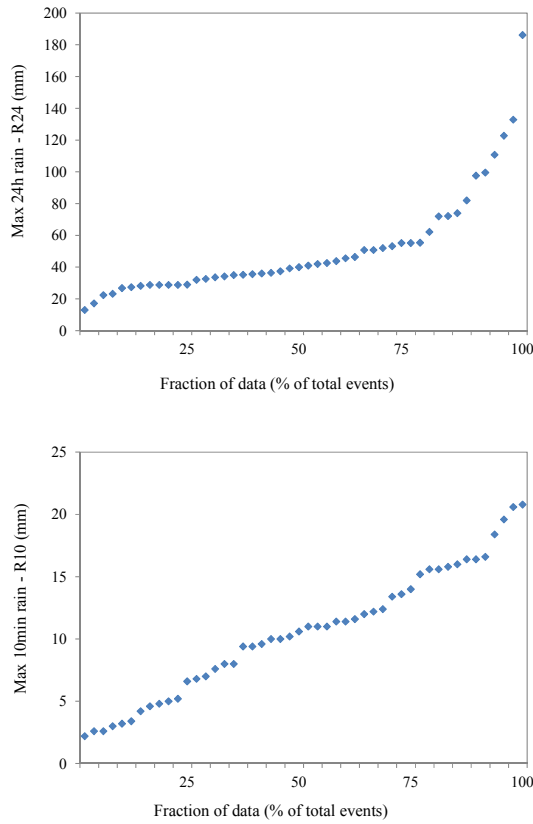 200
180
160
140
120
100
80
60
40
20
0
Max 24h rain - R24 (mm)
25 50 75 100
Fraction of data (% of total events)
25
20
15
10
5
0
Max 10min rain - R10 (mm)
25 50 75 100
Fraction of data (% of total events)